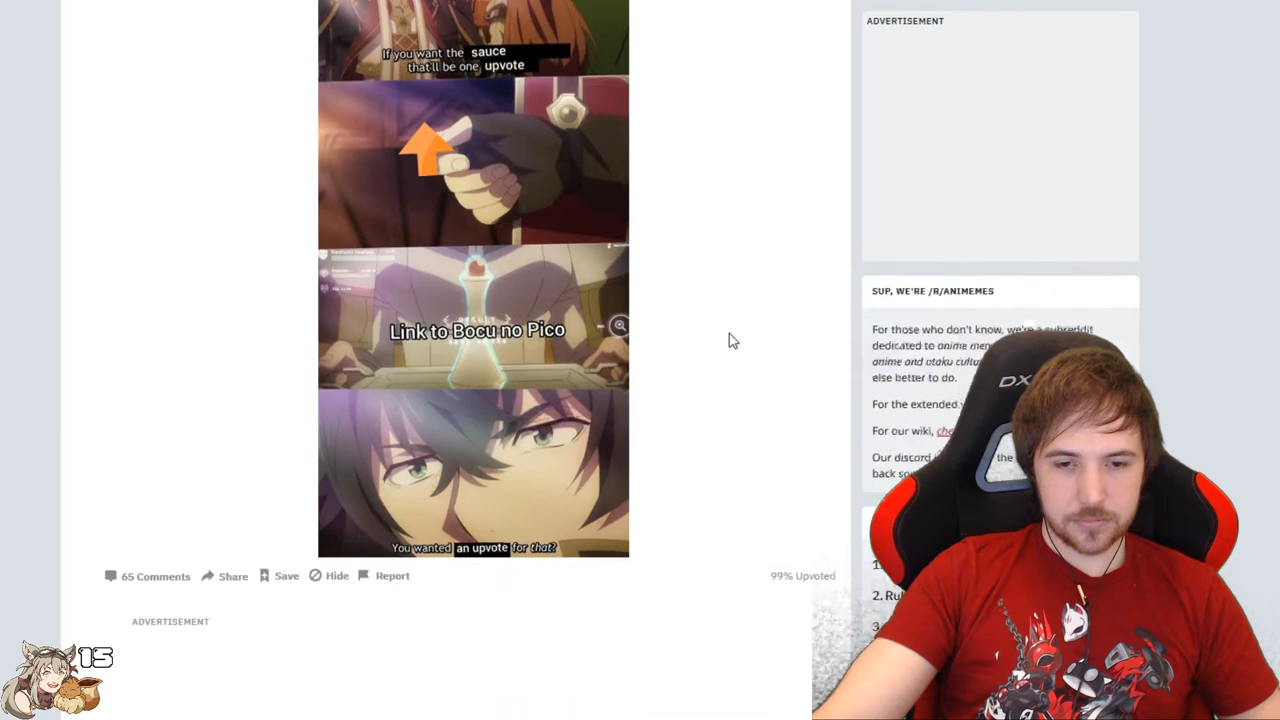 ADVERTISEMENT
If you want the sauce
that'll be one upvote
Link to Bocu no Pico
You wanted an upvote for that?
65 Comments Share Save Hide Report
99% Upvoted
ADVERTISEMENT
SUP, WE'RE /R/ANIMEMES
For those who don't know, we're a subreddit
dedicated to anime
anime and otaku
else better to do.
For the extended
For our wiki,
Our discord the
back
DX
1.
2.
3
15